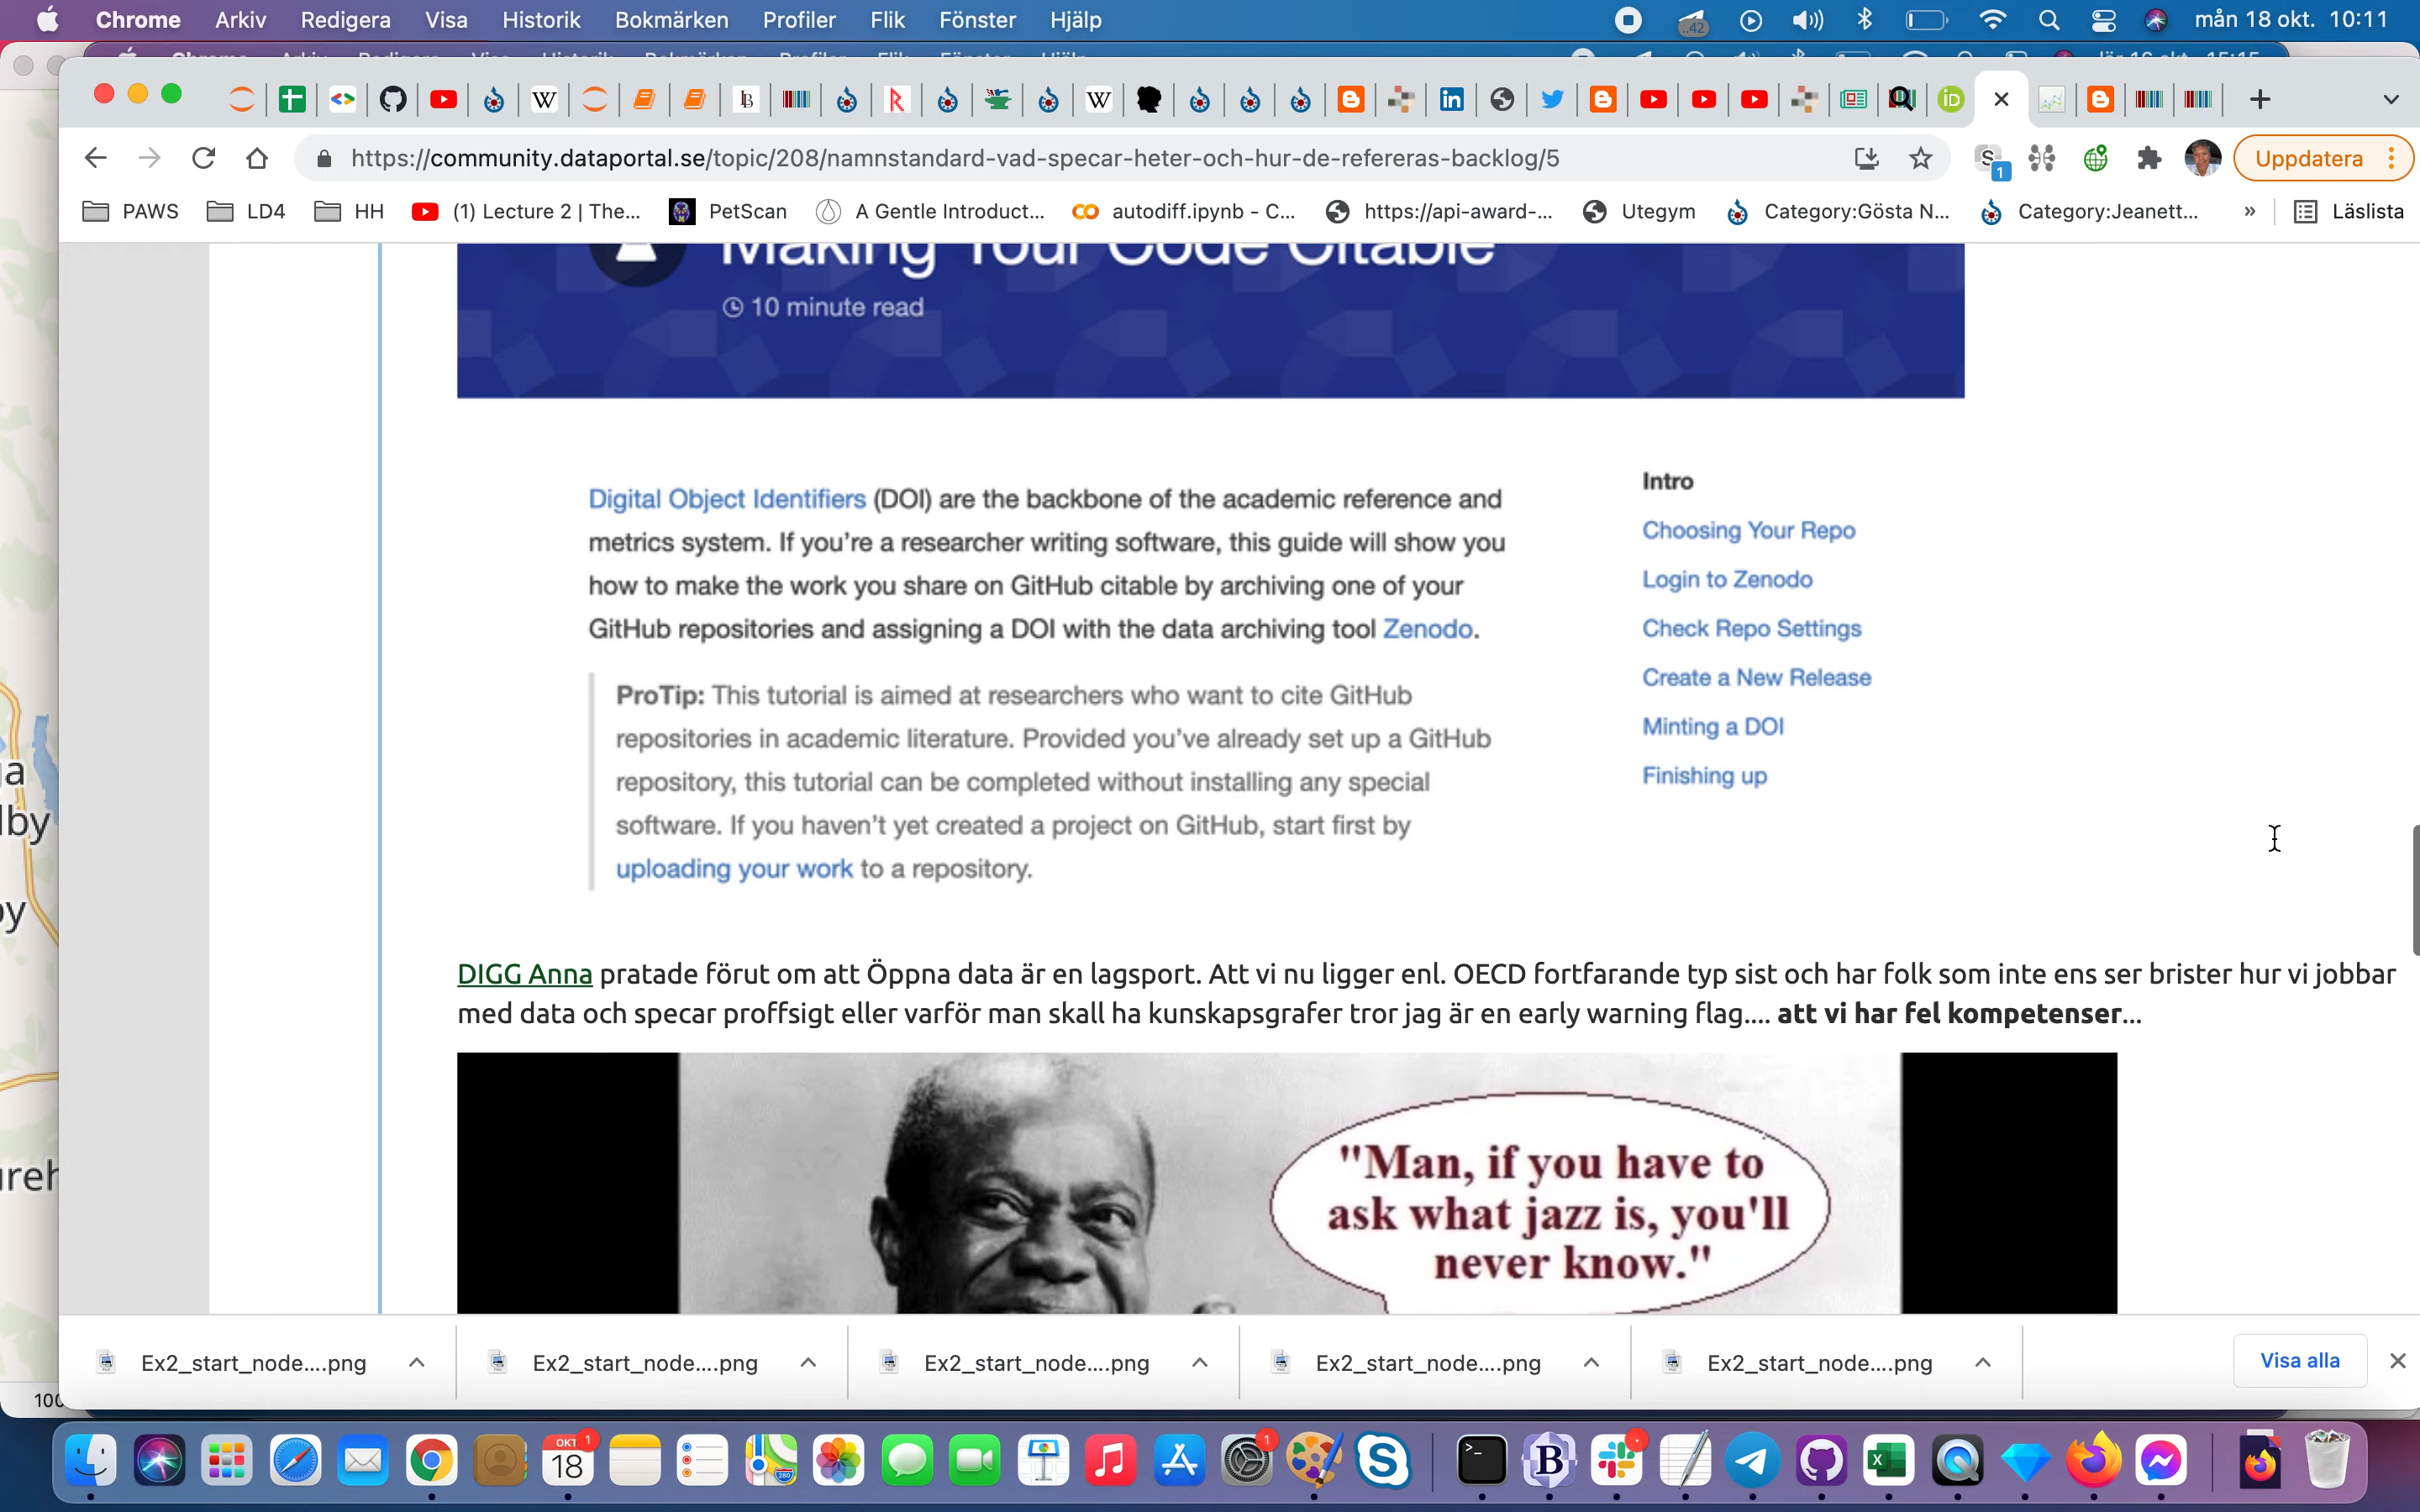 Chrome Arkiv Redigera Visa Historik Bokmärken Profiler Flik Fönster Hjälp
..42
mån 18 okt. 10:11
https://community.dataportal.se/topic/208/namnstandard-vad-specar-heter-och-hur-de-refereras-backlog/5
1
Uppdatera
PAWS LD4 HH (1) Lecture 2 | The... PetScan A Gentle Introduct... autodiff.ipynb - C... https://api-award-... Utegym Category:Gösta N... Category:Jeanett... » Läslista
Making Your Code Citable
10 minute read
Digital Object Identifiers (DOI) are the backbone of the academic reference and
metrics system. If you're a researcher writing software, this guide will show you
how to make the work you share on GitHub citable by archiving one of your
GitHub repositories and assigning a DOI with the data archiving tool Zenodo.
ProTip: This tutorial is aimed at researchers who want to cite GitHub
repositories in academic literature. Provided you've already set up a GitHub
repository, this tutorial can be completed without installing any special
software. If you haven't yet created a project on GitHub, start first by
uploading your work to a repository.
Intro
Choosing Your Repo
Login to Zenodo
Check Repo Settings
Create a New Release
Minting a DOI
Finishing up
DIGG Anna pratade förut om att Öppna data är en lagsport. Att vi nu ligger enl. OECD fortfarande typ sist och har folk som inte ens ser brister hur vi jobbar
med data och specar proffsigt eller varför man skall ha kunskapsgrafer tror jag är en early warning flag.... att vi har fel kompetenser...
"Man, if you have to
ask what jazz is, you'll
never know."
Ex2_start_node....png Ex2_start_node....png Ex2_start_node....png Ex2_start_node....png Ex2_start_node....png Visa alla
OKT 1
18
1